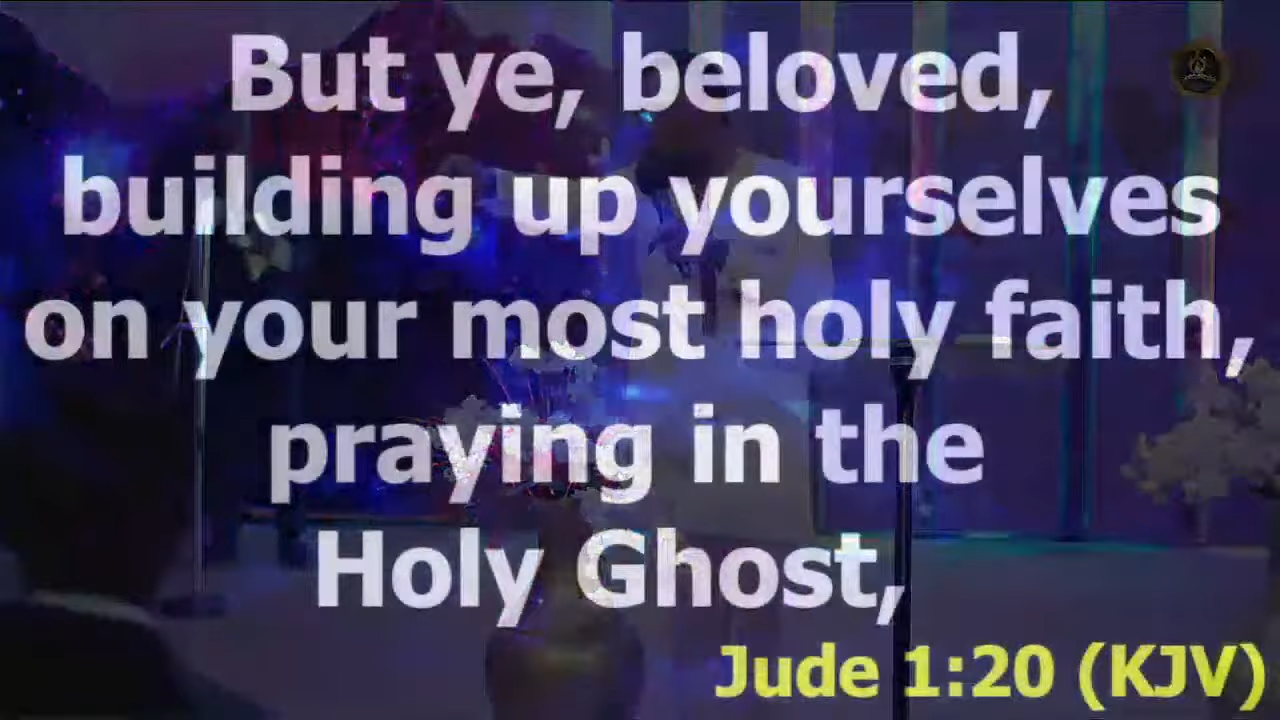 But ye, beloved,
building up yourselves
on your most holy faith,
praying in the
Holy Ghost,
Jude 1:20 (KJV)